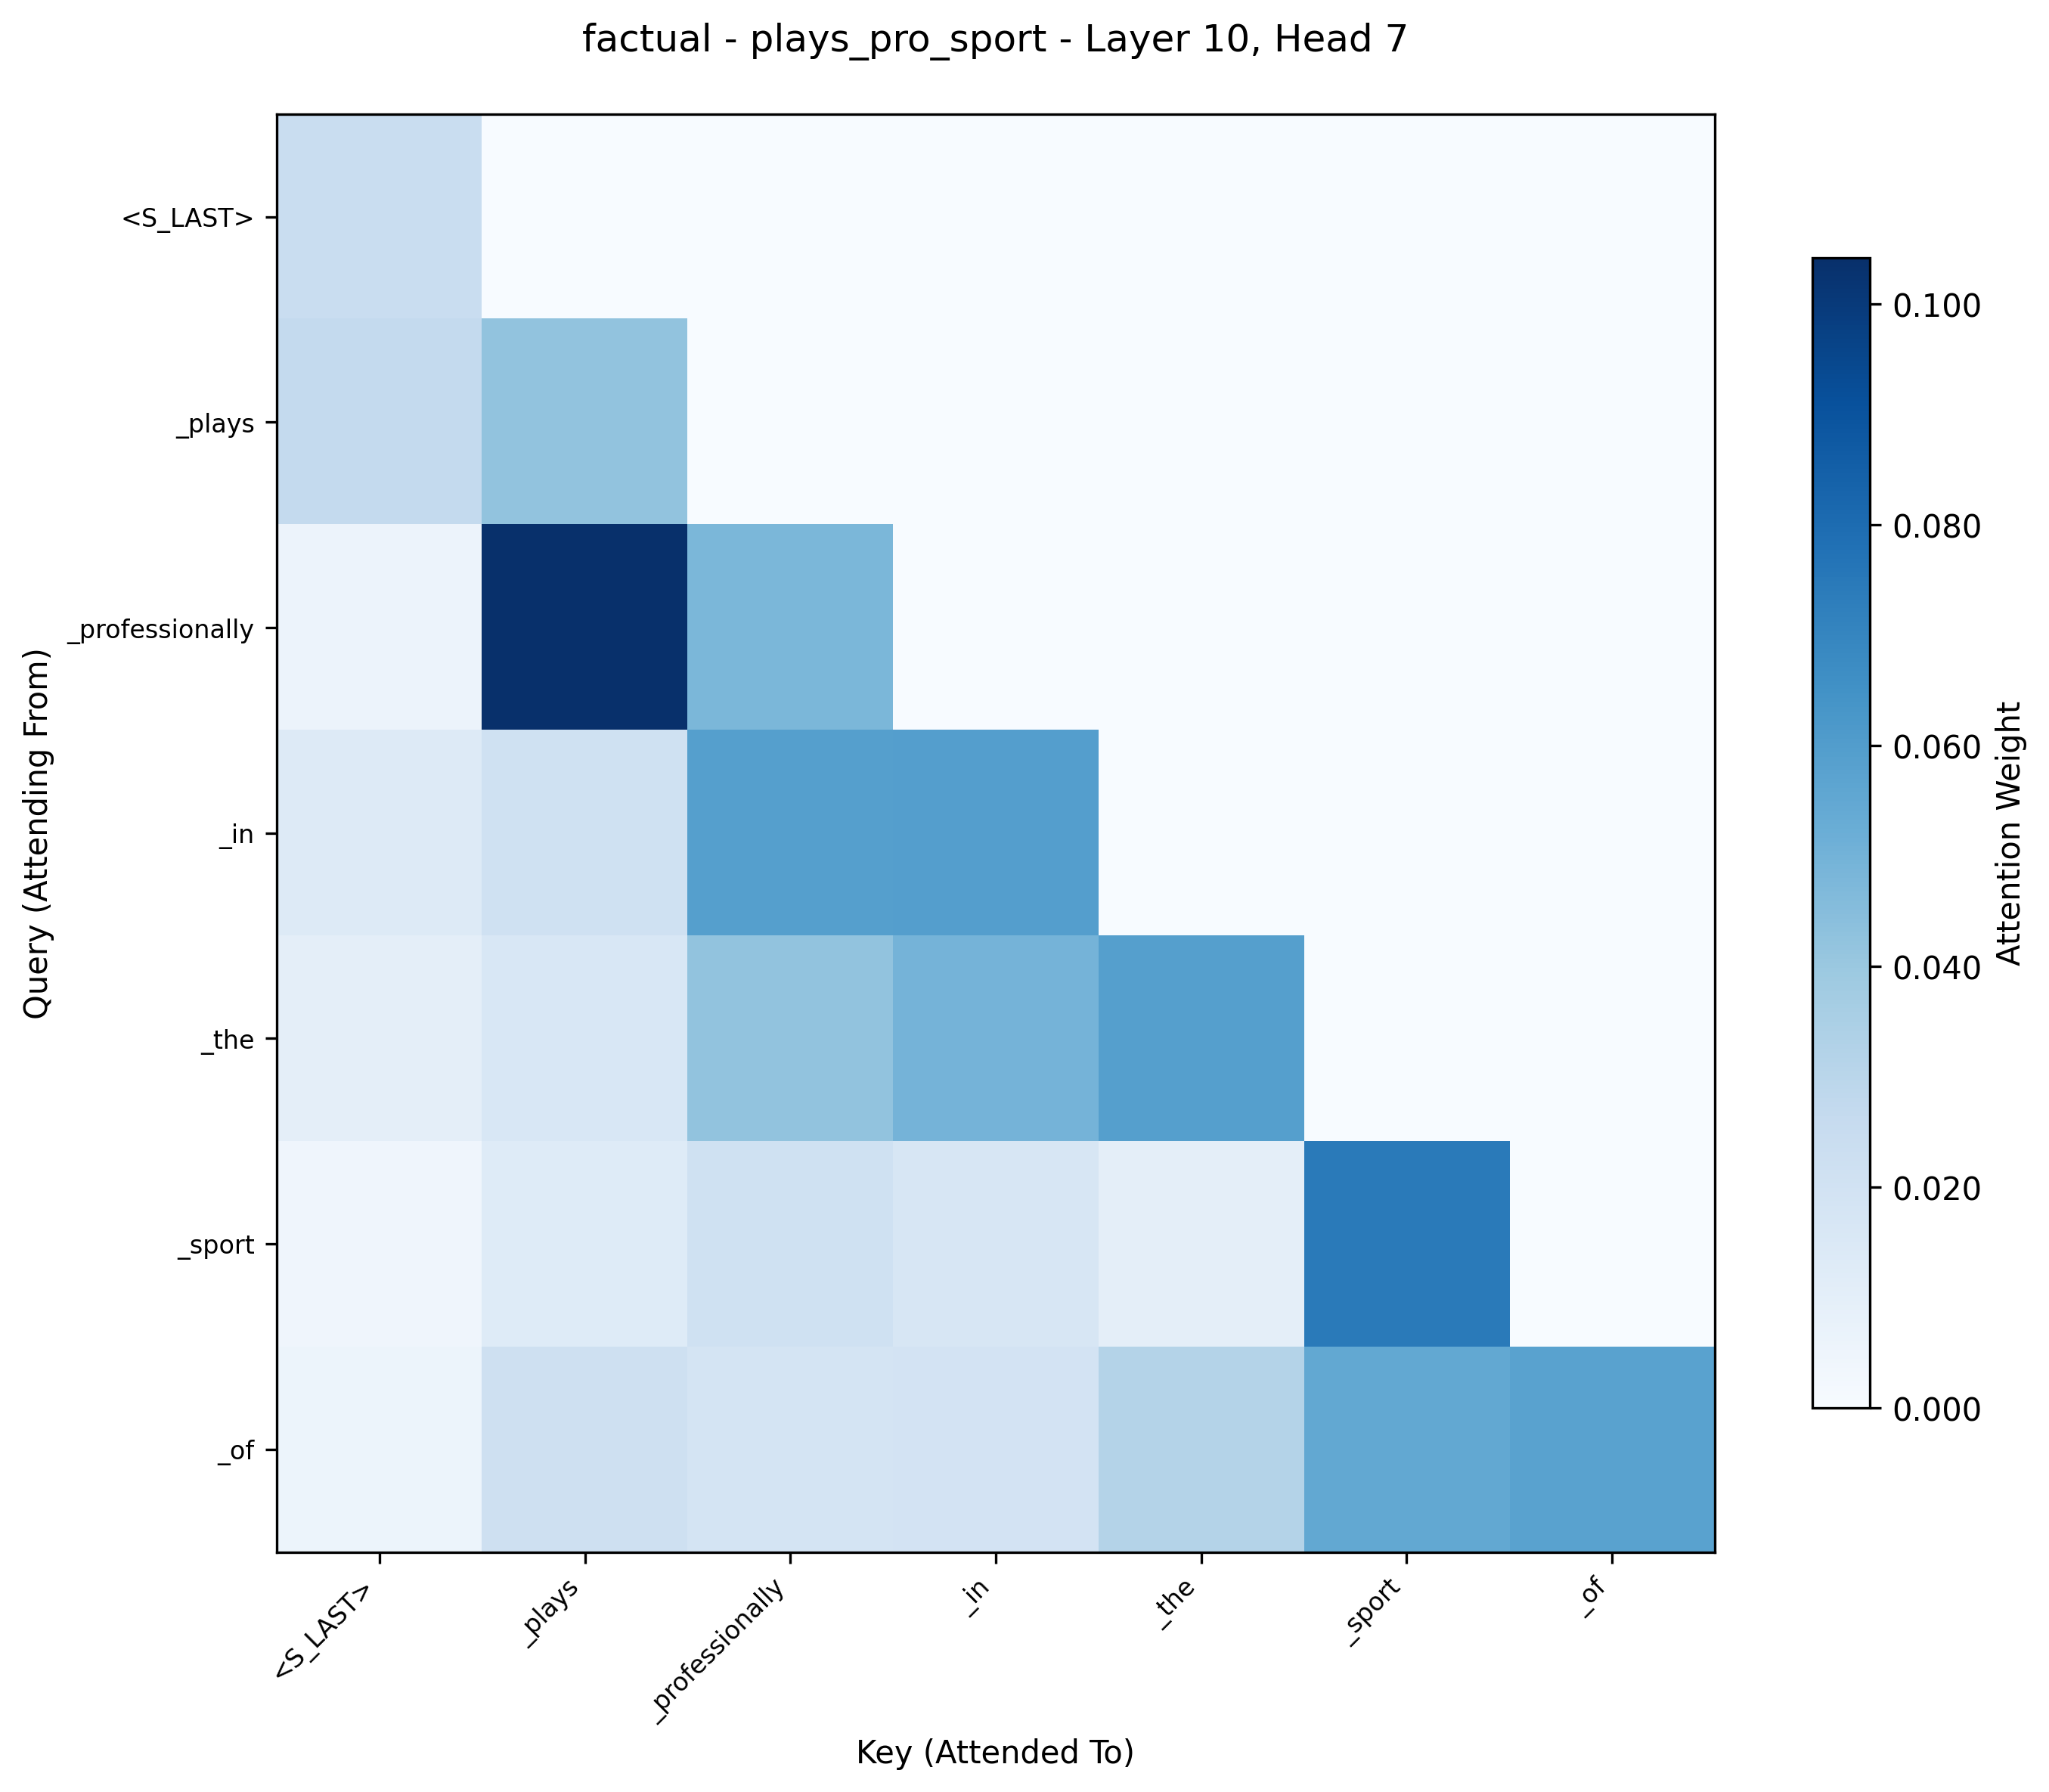 factual - plays_pro_sport - Layer 10, Head 7
<S_LAST>
_plays
_professionally
_in
_the
_sport
_of
Query (Attending From)
<S_LAST>
_plays
_professionally
_in
_the
_sport
_of
Key (Attended To)
0.100
0.080
0.060
0.040
0.020
0.000
Attention Weight